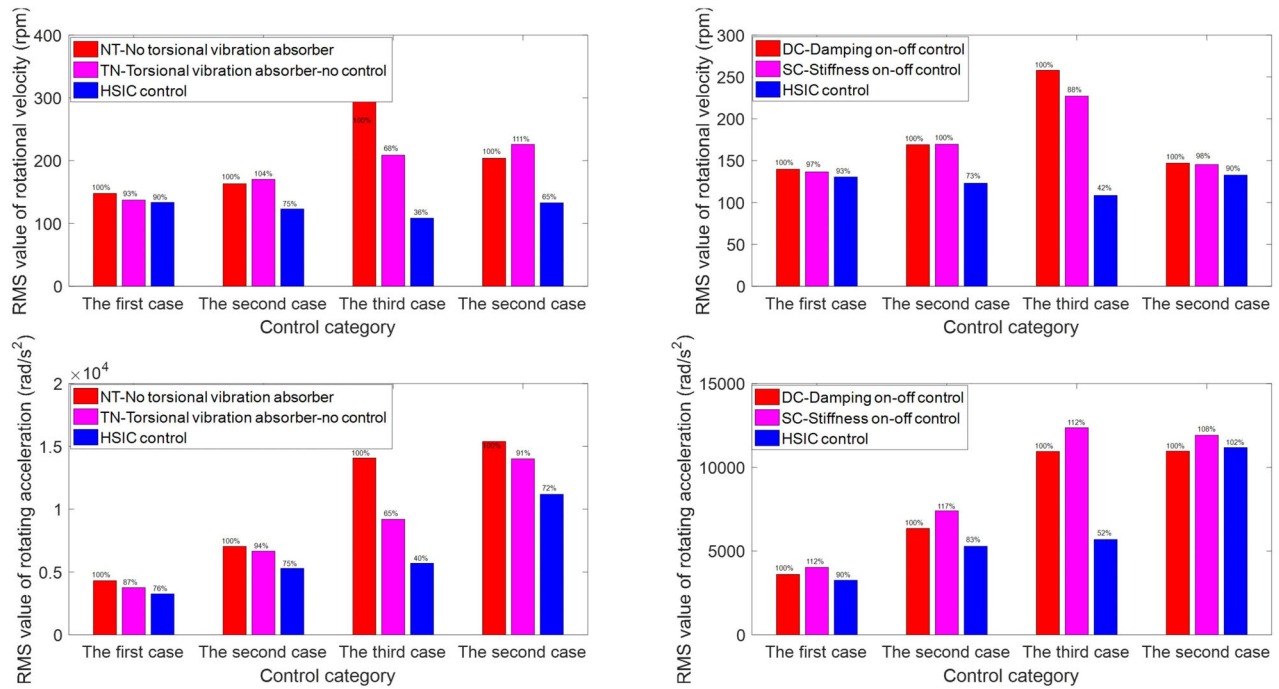 RMS value of rotational velocity (rpm)
400
300
200
100
0
NT-No torsional vibration absorber
TN-Torsional vibration absorber-no control
HSIC control
100%
93%
90%
100%
104%
75%
100%
68%
36%
100%
111%
65%
The first case
The second case
The third case
The second case
Control category
RMS value of rotational velocity (rpm)
300
250
200
150
100
50
0
DC-Damping on-off control
SC-Stiffness on-off control
HSIC control
100%
97%
93%
100%
100%
73%
100%
88%
42%
100%
98%
90%
The first case
The second case
The third case
The second case
Control category
RMS value of rotating acceleration (rad/s²)
× 10⁴
2
1.5
1
0.5
0
NT-No torsional vibration absorber
TN-Torsional vibration absorber-no control
HSIC control
100%
87%
76%
100%
94%
75%
100%
65%
40%
100%
91%
72%
The first case
The second case
The third case
The second case
Control category
RMS value of rotating acceleration (rad/s²)
15000
10000
5000
0
DC-Damping on-off control
SC-Stiffness on-off control
HSIC control
100%
112%
90%
100%
117%
83%
100%
112%
52%
100%
108%
102%
The first case
The second case
The third case
The second case
Control category